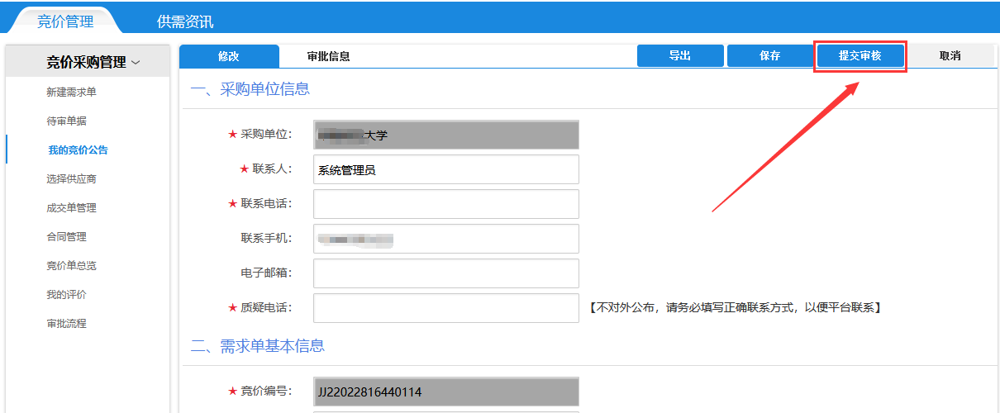 竞价管理 供需资讯
竞价采购管理
新建需求单
待审单据
我的竞价公告
选择供应商
成交单管理
合同管理
竞价单总览
我的评价
审批流程
修改 审批信息 导出 保存 提交审核 取消
一、采购单位信息
★ 采购单位： 大学
★ 联系人： 系统管理员
★ 联系电话：
联系手机：
电子邮箱：
★ 质疑电话： 【不对外公布，请务必填写正确联系方式，以便平台联系】
二、需求单基本信息
★ 竞价编号： JJ22022816440114